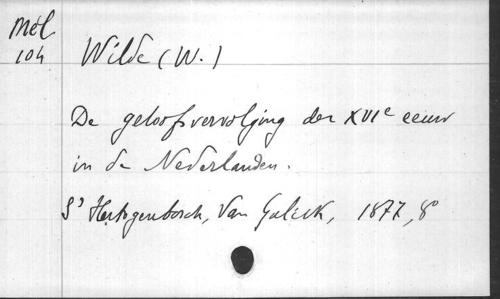 Mél
104
Wilde (W.)
De geloofsvervolging der XVIe eeuw
in de Nederlanden.
S' Hertogenbosch, Van Gulick, 1877, 8°